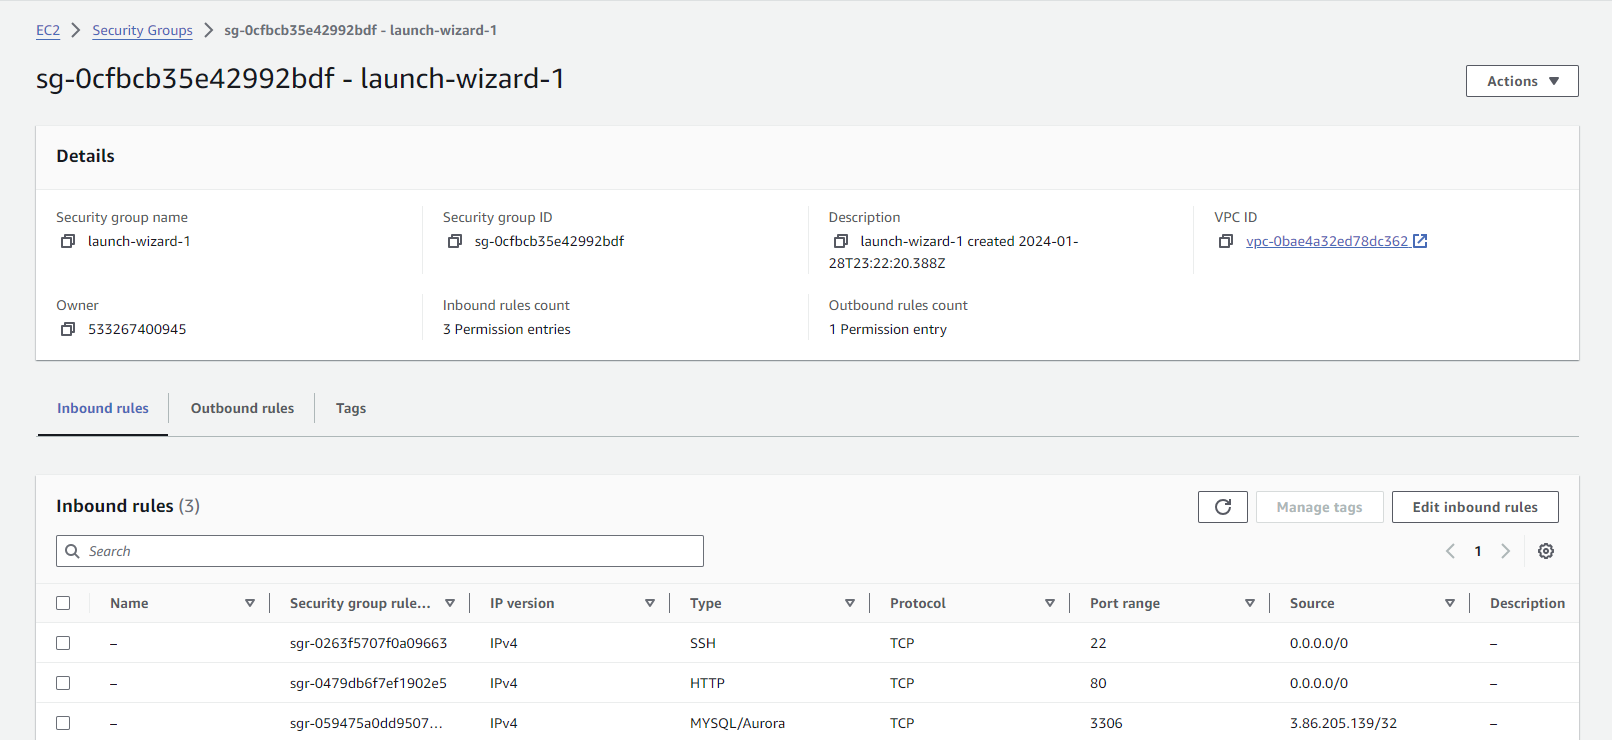 EC2 > Security Groups > sg-0cfbcb35e42992bdf - launch-wizard-1
sg-0cfbcb35e42992bdf - launch-wizard-1
Actions
Details
Security group name
launch-wizard-1
Security group ID
sg-0cfbcb35e42992bdf
Description
launch-wizard-1 created 2024-01-
28T23:22:20.388Z
VPC ID
vpc-0bae4a32ed78dc362
Owner
533267400945
Inbound rules count
3 Permission entries
Outbound rules count
1 Permission entry
Inbound rules Outbound rules Tags
Inbound rules (3)
Manage tags Edit inbound rules
Search
1
Name Security group rule... IP version Type Protocol Port range Source Description
– sgr-0263f5707f0a09663 IPv4 SSH TCP 22 0.0.0.0/0 –
– sgr-0479db6f7ef1902e5 IPv4 HTTP TCP 80 0.0.0.0/0 –
– sgr-059475a0dd9507... IPv4 MYSQL/Aurora TCP 3306 3.86.205.139/32 –